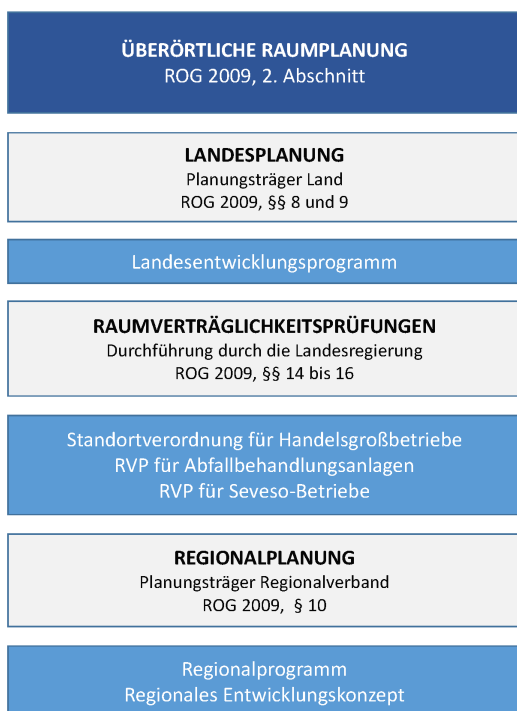 ÜBERÖRTLICHE RAUMPLANUNG
ROG 2009, 2. Abschnitt
LANDESPLANUNG
Planungsträger Land
ROG 2009, §§ 8 und 9
Landesentwicklungsprogramm
RAUMVERTRÄGLICHKEITSPRÜFUNGEN
Durchführung durch die Landesregierung
ROG 2009, §§ 14 bis 16
Standortverordnung für Handelsgroßbetriebe
RVP für Abfallbehandlungsanlagen
RVP für Seveso-Betriebe
REGIONALPLANUNG
Planungsträger Regionalverband
ROG 2009, § 10
Regionalprogramm
Regionales Entwicklungskonzept